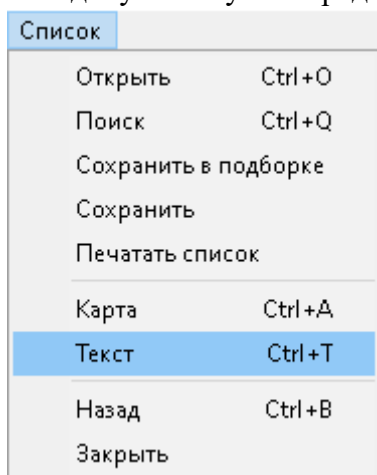 Список
Открыть Ctrl+O
Поиск Ctrl+Q
Сохранить в подборке
Сохранить
Печатать список
Карта Ctrl+A
Текст Ctrl+T
Назад Ctrl+B
Закрыть